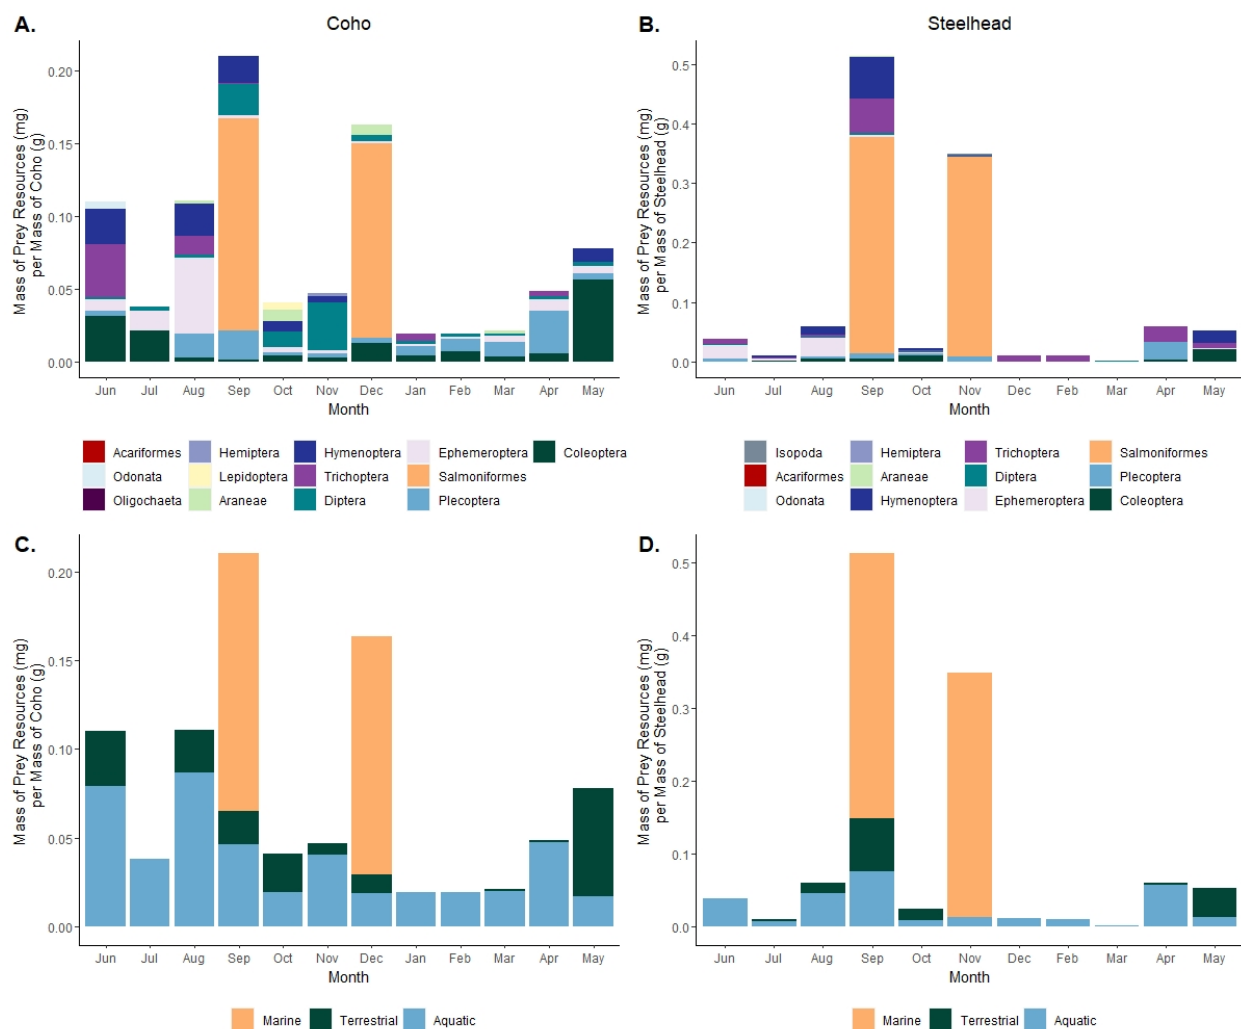 A. Coho
Mass of Prey Resources (mg)
per Mass of Coho (g)
0.20
0.15
0.10
0.05
0.00
Jun Jul Aug Sep Oct Nov Dec Jan Feb Mar Apr May
Month
Acariformes Hemiptera Hymenoptera Ephemeroptera Coleoptera
Odonata Lepidoptera Trichoptera Salmoniformes
Oligochaeta Araneae Diptera Plecoptera
B. Steelhead
Mass of Prey Resources (mg)
per Mass of Steelhead (g)
0.5
0.4
0.3
0.2
0.1
0.0
Jun Jul Aug Sep Oct Nov Dec Feb Mar Apr May
Month
Isopoda Hemiptera Trichoptera Salmoniformes
Acariformes Araneae Diptera Plecoptera
Odonata Hymenoptera Ephemeroptera Coleoptera
C.
Mass of Prey Resources (mg)
per Mass of Coho (g)
0.20
0.15
0.10
0.05
0.00
Jun Jul Aug Sep Oct Nov Dec Jan Feb Mar Apr May
Month
Marine Terrestrial Aquatic
D.
Mass of Prey Resources (mg)
per Mass of Steelhead (g)
0.5
0.4
0.3
0.2
0.1
0.0
Jun Jul Aug Sep Oct Nov Dec Feb Mar Apr May
Month
Marine Terrestrial Aquatic